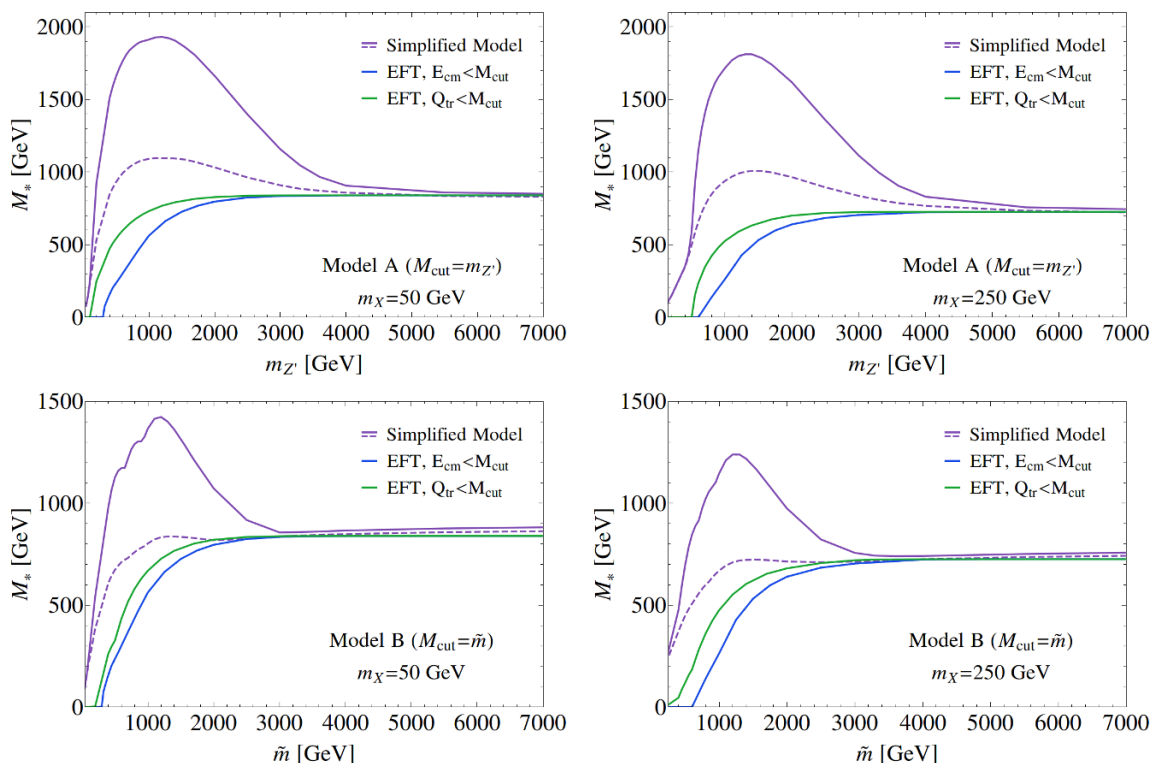 2000
1500
1000
500
0
M* [GeV]
Simplified Model
EFT, Ecm<Mcut
EFT, Qtr<Mcut
Model A (Mcut=mZ')
mX=50 GeV
1000 2000 3000 4000 5000 6000 7000
mZ' [GeV]
2000
1500
1000
500
0
M* [GeV]
Simplified Model
EFT, Ecm<Mcut
EFT, Qtr<Mcut
Model A (Mcut=mZ')
mX=250 GeV
1000 2000 3000 4000 5000 6000 7000
mZ' [GeV]
1500
1000
500
0
M* [GeV]
Simplified Model
EFT, Ecm<Mcut
EFT, Qtr<Mcut
Model B (Mcut=m̃)
mX=50 GeV
1000 2000 3000 4000 5000 6000 7000
m̃ [GeV]
1500
1000
500
0
M* [GeV]
Simplified Model
EFT, Ecm<Mcut
EFT, Qtr<Mcut
Model B (Mcut=m̃)
mX=250 GeV
1000 2000 3000 4000 5000 6000 7000
m̃ [GeV]